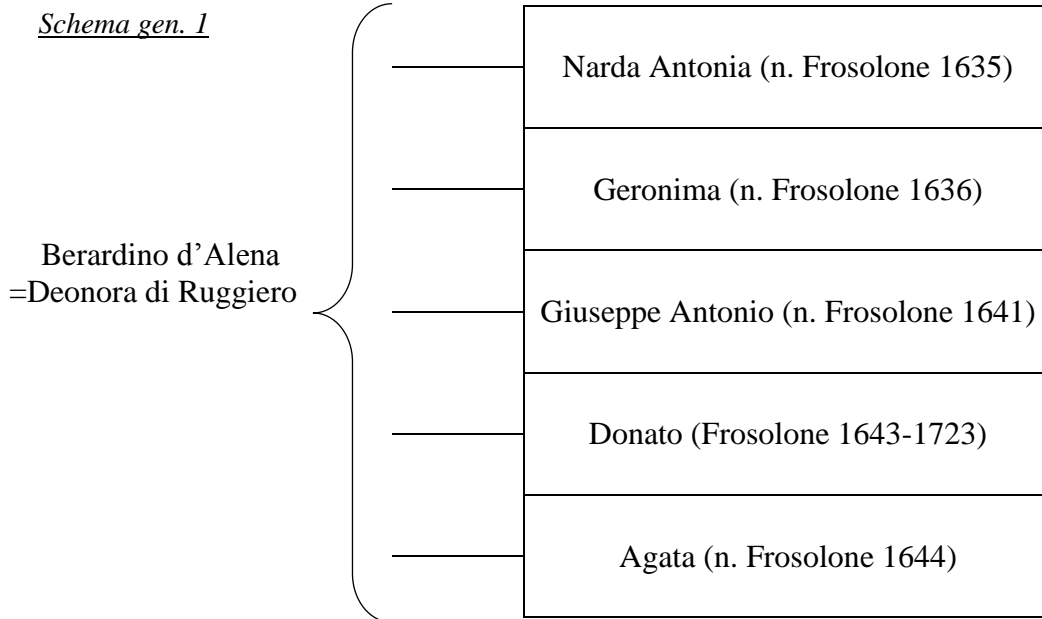 Schema gen. 1
Berardino d’Alena
=Deonora di Ruggiero
Narda Antonia (n. Frosolone 1635)
Geronima (n. Frosolone 1636)
Giuseppe Antonio (n. Frosolone 1641)
Donato (Frosolone 1643-1723)
Agata (n. Frosolone 1644)